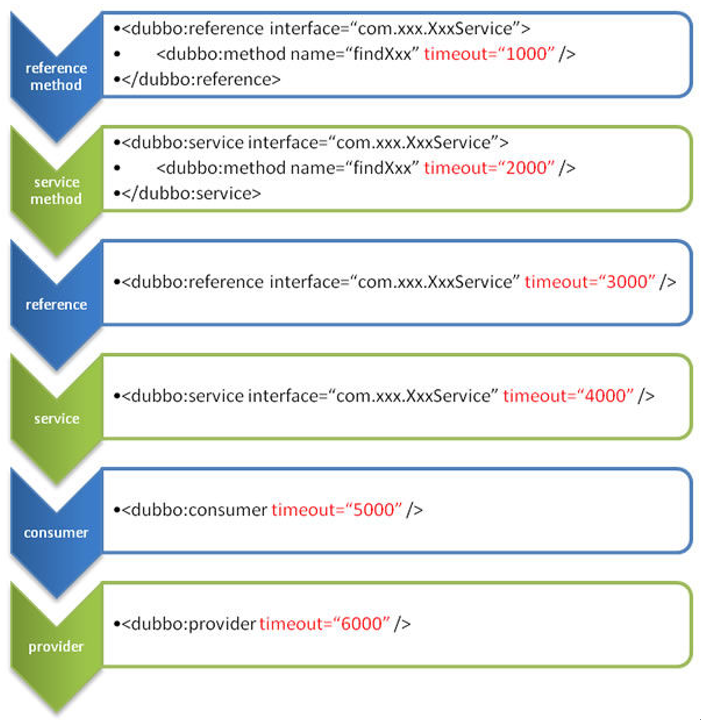 reference
method
•<dubbo:reference interface=“com.xxx.XxxService”>
• <dubbo:method name=“findXxx” timeout=“1000” />
•</dubbo:reference>
service
method
•<dubbo:service interface=“com.xxx.XxxService”>
• <dubbo:method name=“findXxx” timeout=“2000” />
•</dubbo:service>
reference
•<dubbo:reference interface=“com.xxx.XxxService” timeout=“3000” />
service
•<dubbo:service interface=“com.xxx.XxxService” timeout=“4000” />
consumer
•<dubbo:consumer timeout=“5000” />
provider
•<dubbo:provider timeout=“6000” />